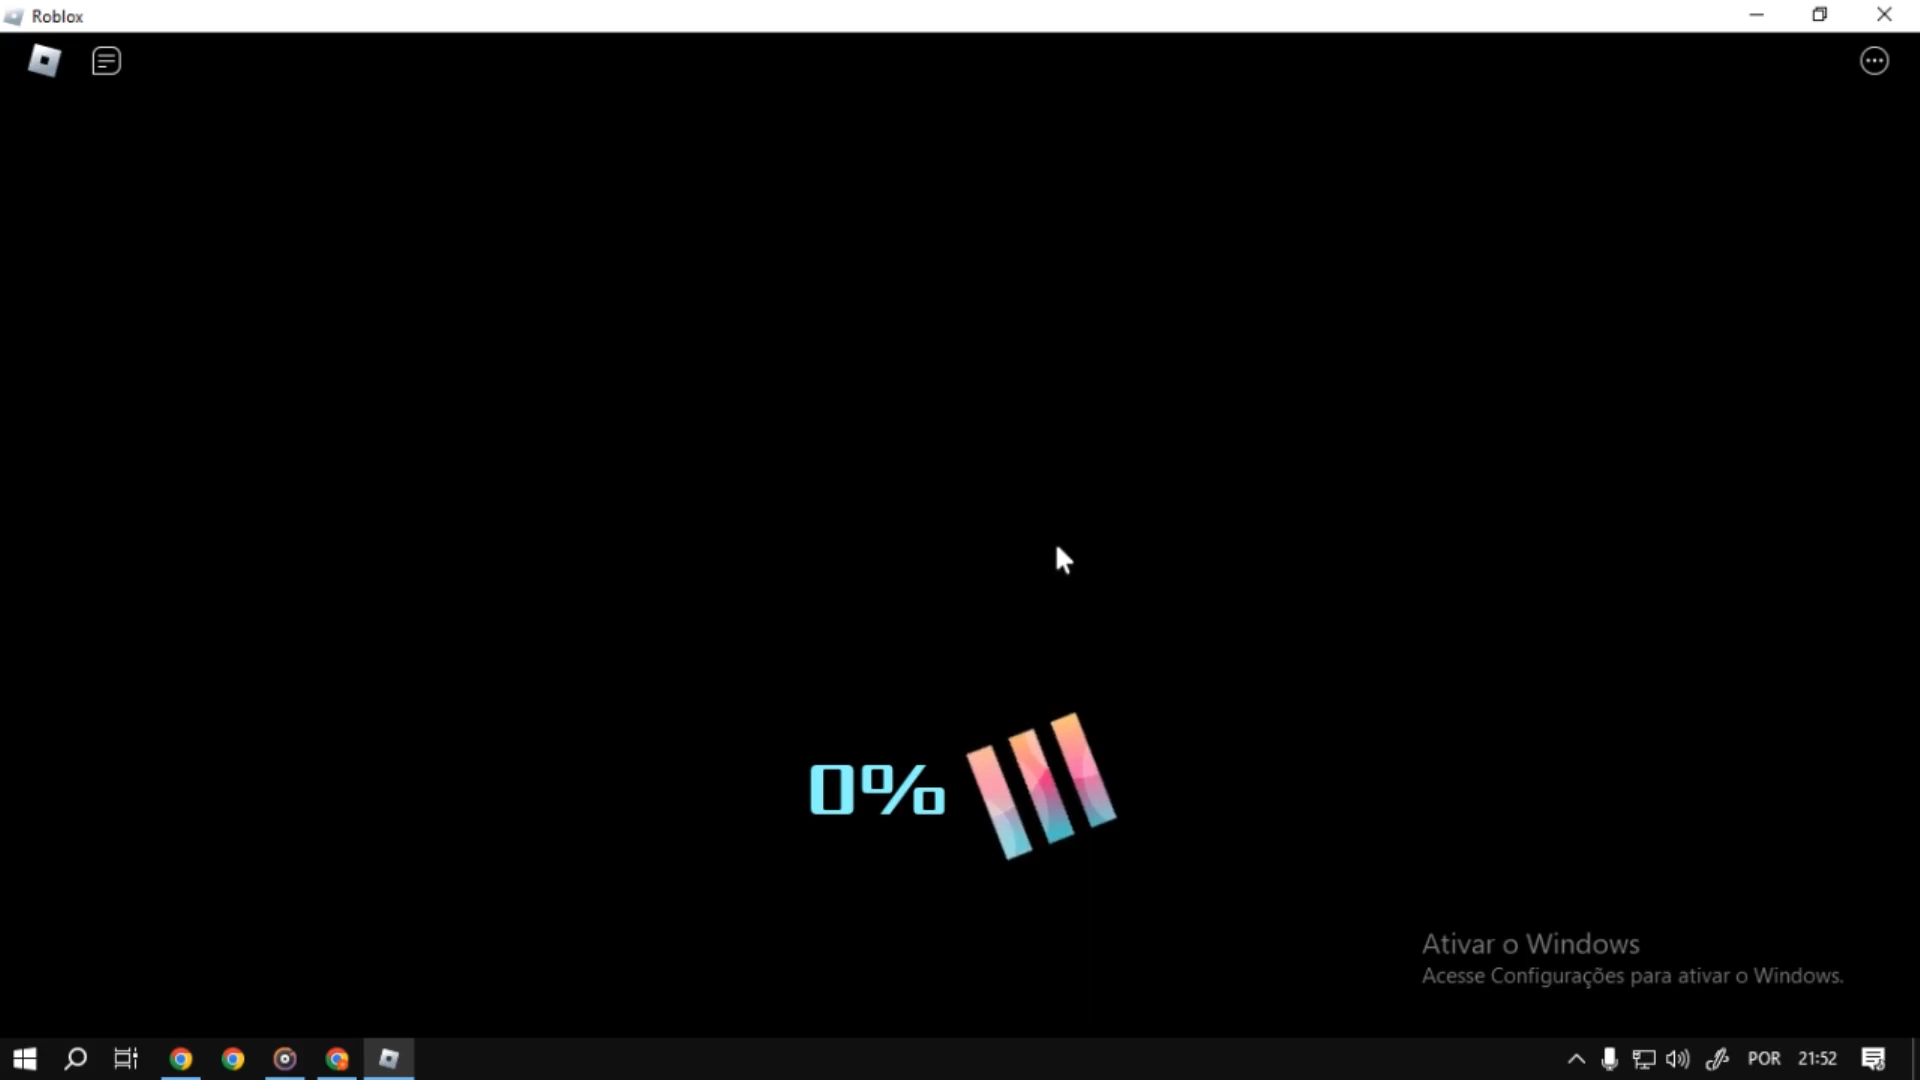 Roblox
0%
Ativar o Windows
Acesse Configurações para ativar o Windows.
POR 21:52